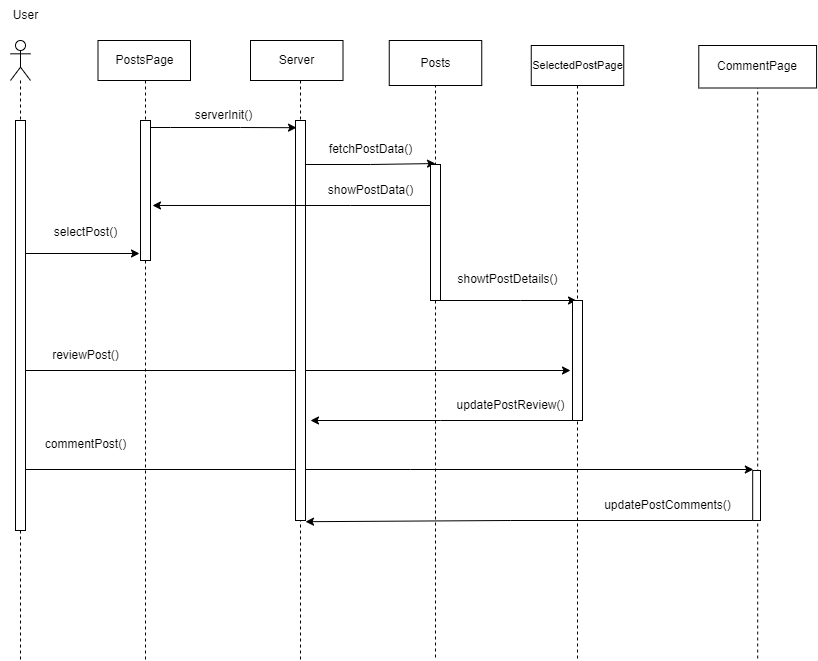 User
PostsPage
Server
Posts
SelectedPostPage
CommentPage
serverInit()
fetchPostData()
showPostData()
selectPost()
showtPostDetails()
reviewPost()
updatePostReview()
commentPost()
updatePostComments()